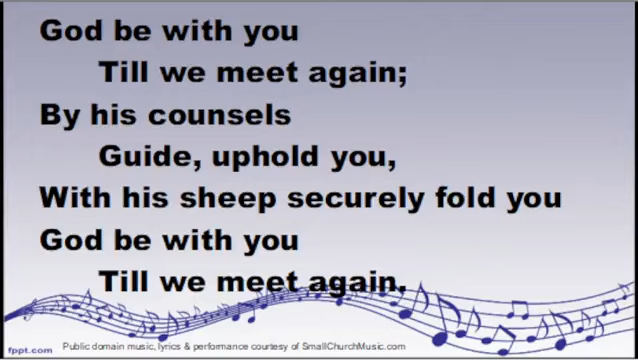 God be with you
Till we meet again;
By his counsels
Guide, uphold you,
With his sheep securely fold you
God be with you
Till we meet again.
Public domain music, lyrics & performance courtesy of SmallChurchMusic.com
fppt.com